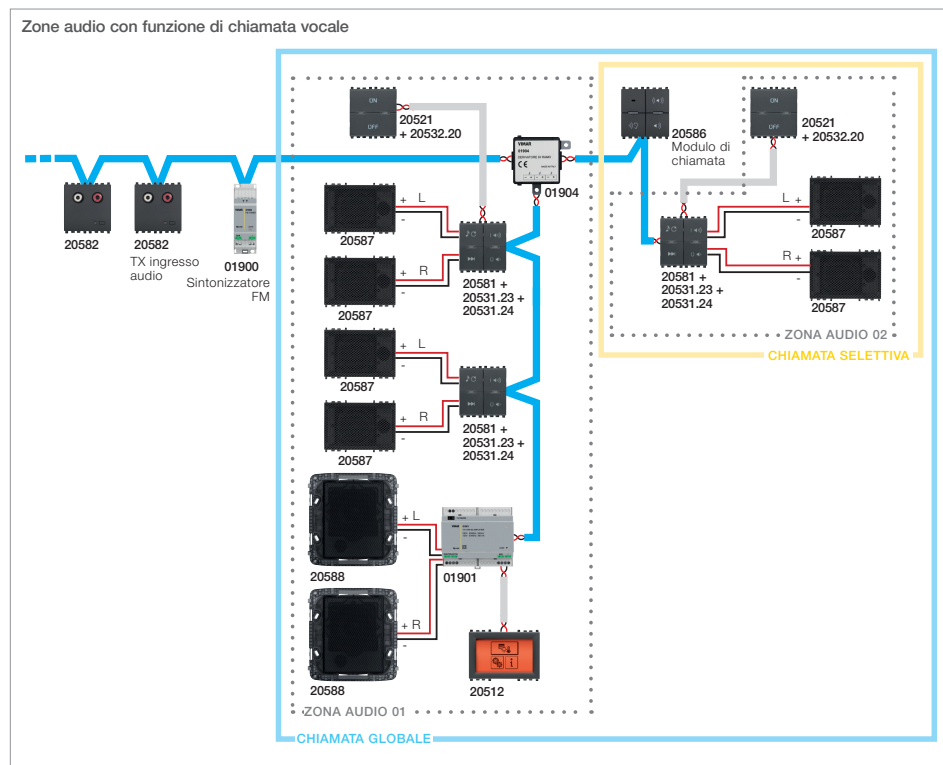 Zone audio con funzione di chiamata vocale
ON
OFF
20521
+ 20532.20
VIMAR
01904
CE
01904
20586
Modulo di
chiamata
ON
OFF
20521
+ 20532.20
20582
20582
TX ingresso
audio
01900
Sintonizzatore
FM
+ L
-
20587
+ R
-
20587
20581 +
20531.23 +
20531.24
+ L
-
20587
+ R
-
20587
20581 +
20531.23 +
20531.24
L +
-
20587
R +
-
20587
20581 +
20531.23 +
20531.24
ZONA AUDIO 02
CHIAMATA SELETTIVA
+ L
-
20588
01901
+ R
-
20588
i
20512
ZONA AUDIO 01
CHIAMATA GLOBALE